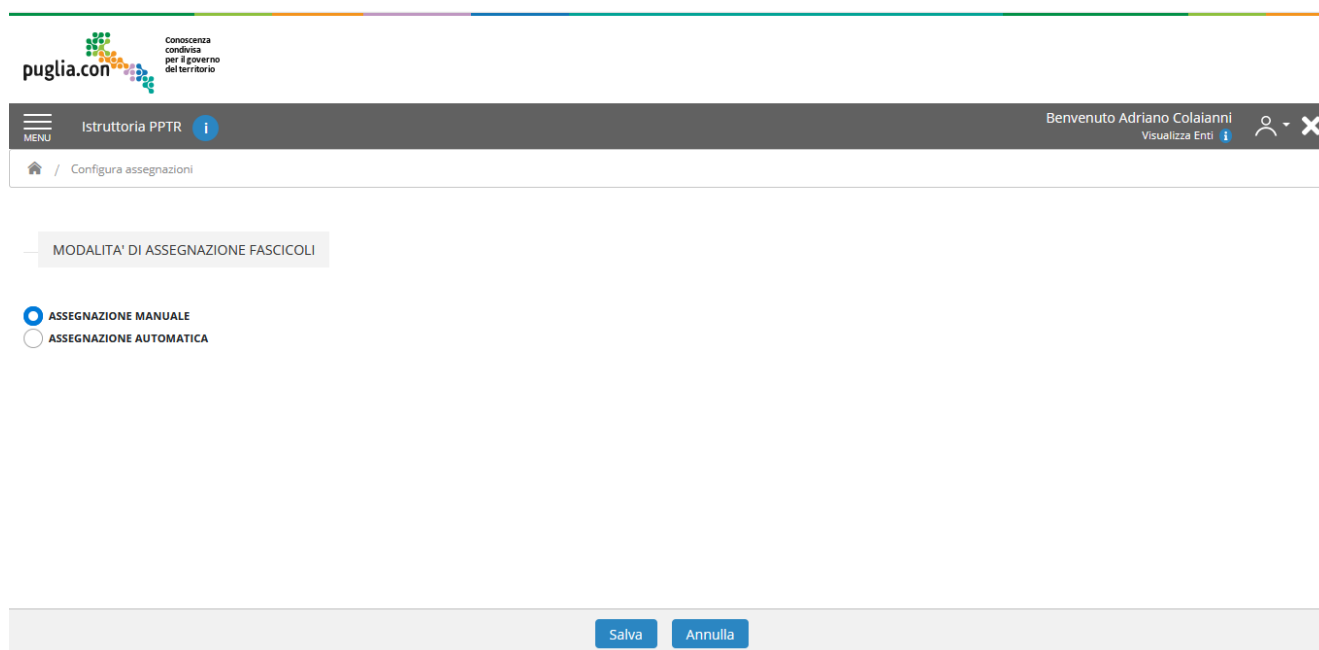 puglia.con
Conoscenza
condivisa
per il governo
del territorio
MENU
Istruttoria PPTR i
Benvenuto Adriano Colaianni
Visualizza Enti i
/ Configura assegnazioni
MODALITA' DI ASSEGNAZIONE FASCICOLI
ASSEGNAZIONE MANUALE
ASSEGNAZIONE AUTOMATICA
Salva Annulla